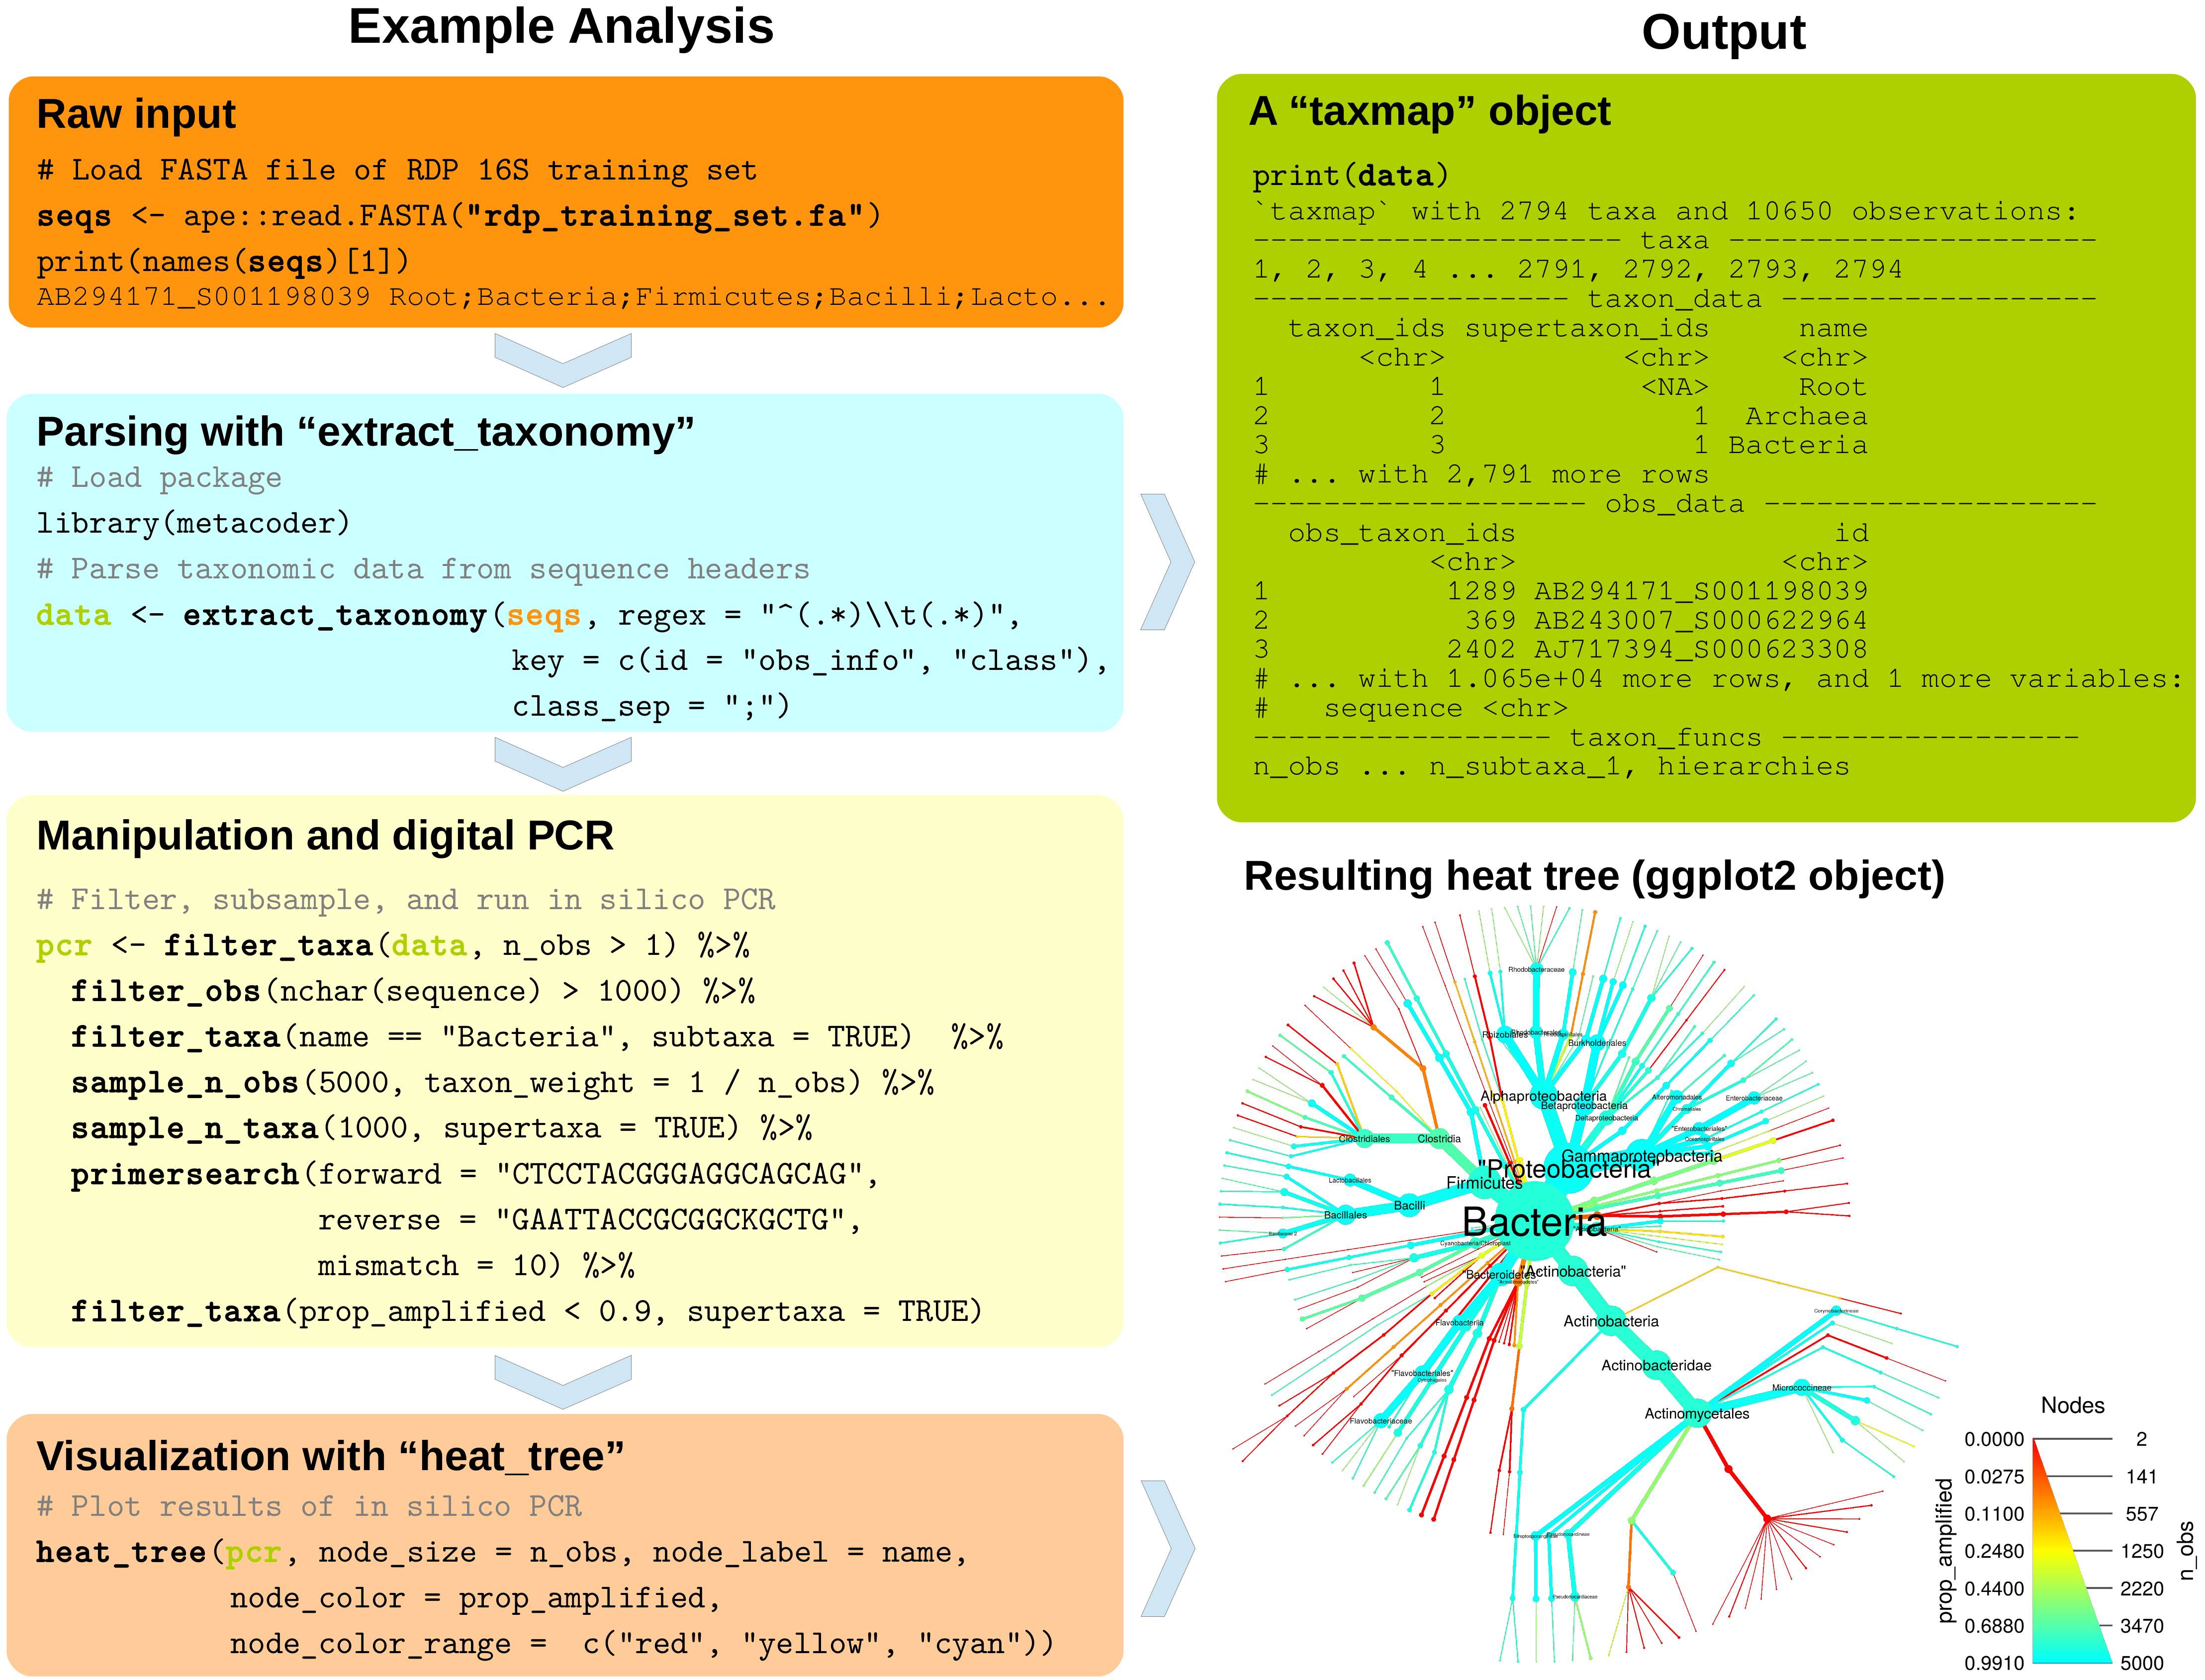 Example Analysis
Raw input
# Load FASTA file of RDP 16S training set
seqs <- ape::read.FASTA("rdp_training_set.fa")
print(names(seqs)[1])
AB294171_S001198039 Root;Bacteria;Firmicutes;Bacilli;Lacto...
Parsing with “extract_taxonomy”
# Load package
library(metacoder)
# Parse taxonomic data from sequence headers
data <- extract_taxonomy(seqs, regex = "^(.*)\\t(.*)",
key = c(id = "obs_info", "class"),
class_sep = ";")
Manipulation and digital PCR
# Filter, subsample, and run in silico PCR
pcr <- filter_taxa(data, n_obs > 1) %>%
filter_obs(nchar(sequence) > 1000) %>%
filter_taxa(name == "Bacteria", subtaxa = TRUE) %>%
sample_n_obs(5000, taxon_weight = 1 / n_obs) %>%
sample_n_taxa(1000, supertaxa = TRUE) %>%
primersearch(forward = "CTCCTACGGGAGGCAGCAG",
reverse = "GAATTACCGCGGCKGCTG",
mismatch = 10) %>%
filter_taxa(prop_amplified < 0.9, supertaxa = TRUE)
Visualization with “heat_tree”
# Plot results of in silico PCR
heat_tree(pcr, node_size = n_obs, node_label = name,
node_color = prop_amplified,
node_color_range = c("red", "yellow", "cyan"))
Output
A “taxmap” object
print(data)
`taxmap` with 2794 taxa and 10650 observations:
--------------------- taxa ---------------------
1, 2, 3, 4 ... 2791, 2792, 2793, 2794
------------------ taxon_data ------------------
taxon_ids supertaxon_ids name
<chr> <chr> <chr>
1 1 <NA> Root
2 2 1 Archaea
3 3 1 Bacteria
# ... with 2,791 more rows
------------------- obs_data -------------------
obs_taxon_ids id
<chr> <chr>
1 1289 AB294171_S001198039
2 369 AB243007_S000622964
3 2402 AJ717394_S000623308
# ... with 1.065e+04 more rows, and 1 more variables:
# sequence <chr>
----------------- taxon_funcs -----------------
n_obs ... n_subtaxa_1, hierarchies
Resulting heat tree (ggplot2 object)
Rhodobacteraceae
Rhizobiales
Rhodobacterales
Burkholderiales
Alphaproteobacteria
Betaproteobacteria
Deltaproteobacteria
Alteromonadales
Chromatiales
Enterobacteriaceae
"Enterobacteriales"
Oceanospirillales
Gammaproteobacteria
"Proteobacteria"
Clostridiales
Clostridia
Firmicutes
Lactobacillales
Bacilli
Bacillales
Bacteria
Cyanobacteria/Chloroplast
"Bacteroidetes"
"Actinobacteria"
Flavobacteriia
"Flavobacteriales"
Cytophagales
Flavobacteriaceae
Actinobacteria
Actinobacteridae
Actinomycetales
Corynebacterineae
Micrococcineae
Pseudonocardiaceae
Nodes
0.0000 2
0.0275 141
0.1100 557
0.2480 1250
0.4400 2220
0.6880 3470
0.9910 5000
prop_amplified
n_obs